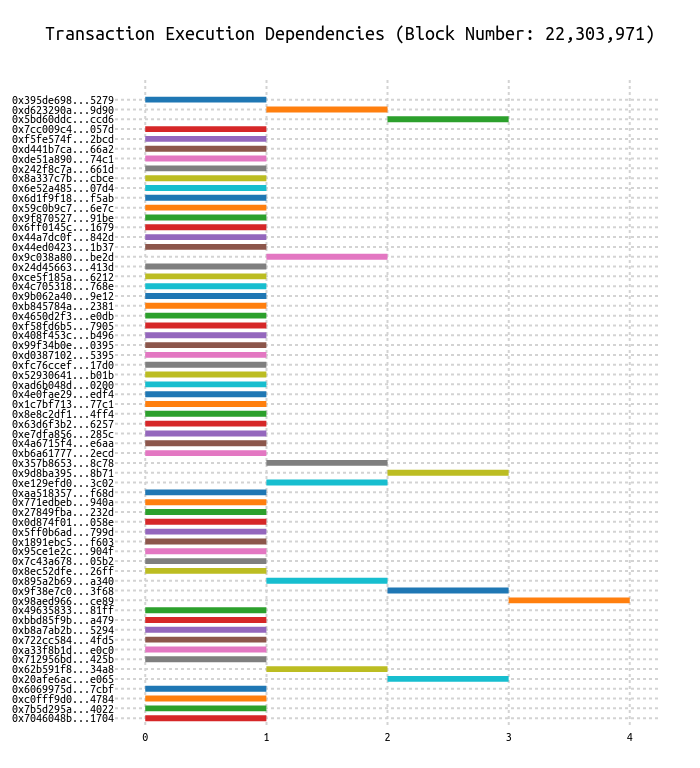 Transaction Execution Dependencies (Block Number: 22,303,971)
0x395de698...5279
0xd623290a...9d90
0x5bd60ddc...ccd6
0x7cc009c4...057d
0xf5fe574f...2bcd
0xd441b7ca...66a2
0xde51a890...74c1
0x242f8c7a...661d
0x8a337c7b...cbce
0x6e52a485...07d4
0x6d1f9f18...f5ab
0x59c0b9c7...6e7c
0x9f870527...91be
0x6ff0145c...1679
0x44a7dc0f...842d
0x44ed0423...1b37
0x9c038a80...be2d
0x24d45663...413d
0xce5f185a...6212
0x4c705318...768e
0x9b062a40...9e12
0xb845784a...2381
0x4650d2f3...e0db
0xf58fd6b5...7905
0x408f453c...b496
0x99f34b0e...0395
0xd0387102...5395
0xfc76ccef...17d0
0x52930641...b01b
0xad6b048d...0200
0x4e0fae29...edf4
0x1c7bf713...77c1
0x8e8c2df1...4ff4
0x63d6f3b2...6257
0xe7dfa856...285c
0x4a6715f4...e6aa
0xb6a61777...2ecd
0x357b8653...8c78
0x9d8ba395...8b71
0xe129efd0...3c02
0xaa518357...f68d
0x771edbeb...940a
0x27849fba...232d
0x0d874f01...058e
0x5ff0b6ad...799d
0x1891ebc5...f603
0x95ce1e2c...904f
0x7c43a678...05b2
0x8ec52dfe...26ff
0x895a2b69...a340
0x9f38e7c0...3f68
0x98aed966...ce89
0x49635833...81ff
0xbbd85f9b...a479
0xb8a7ab2b...5294
0x722cc584...4fd5
0xa33f8b1d...e0c0
0x712956bd...425b
0x62b591f8...34a8
0x20afe6ac...e065
0x6069975d...7cbf
0xc0fff9d0...4784
0x7b5d295a...4022
0x7046048b...1704
0 1 2 3 4